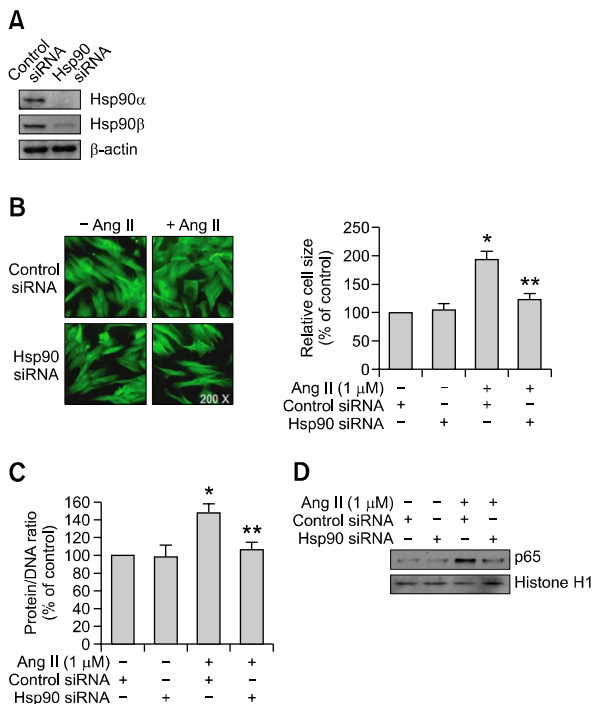 A
Control siRNA
Hsp90 siRNA
Hsp90α
Hsp90β
β-actin
B
− Ang II
+ Ang II
Control siRNA
Hsp90 siRNA
200 X
Relative cell size
(% of control)
250
200
150
100
50
0
*
**
Ang II (1 μM) − − + +
Control siRNA + − + −
Hsp90 siRNA − + − +
C
Protein/DNA ratio
(% of control)
160
140
120
100
80
60
40
20
0
*
**
Ang II (1 μM) − − + +
Control siRNA + − + −
Hsp90 siRNA − + − +
D
Ang II (1 μM) − − + +
Control siRNA + − + −
Hsp90 siRNA − + − +
p65
Histone H1